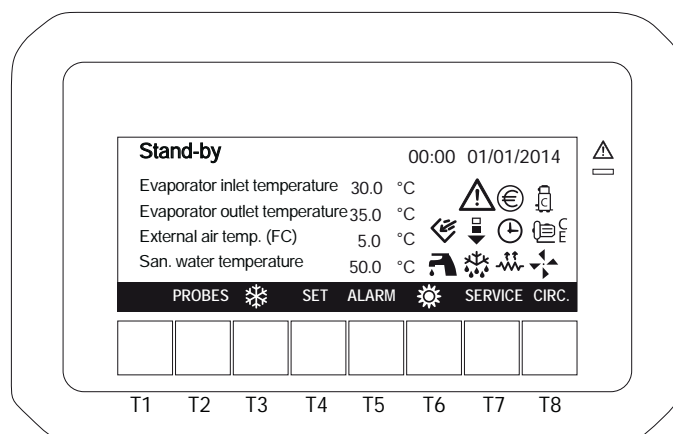 Stand-by 00:00 01/01/2014
Evaporator inlet temperature 30.0 °C
Evaporator outlet temperature 35.0 °C
External air temp. (FC) 5.0 °C
San. water temperature 50.0 °C
€
C
C
E
PROBES SET ALARM SERVICE CIRC.
T1 T2 T3 T4 T5 T6 T7 T8